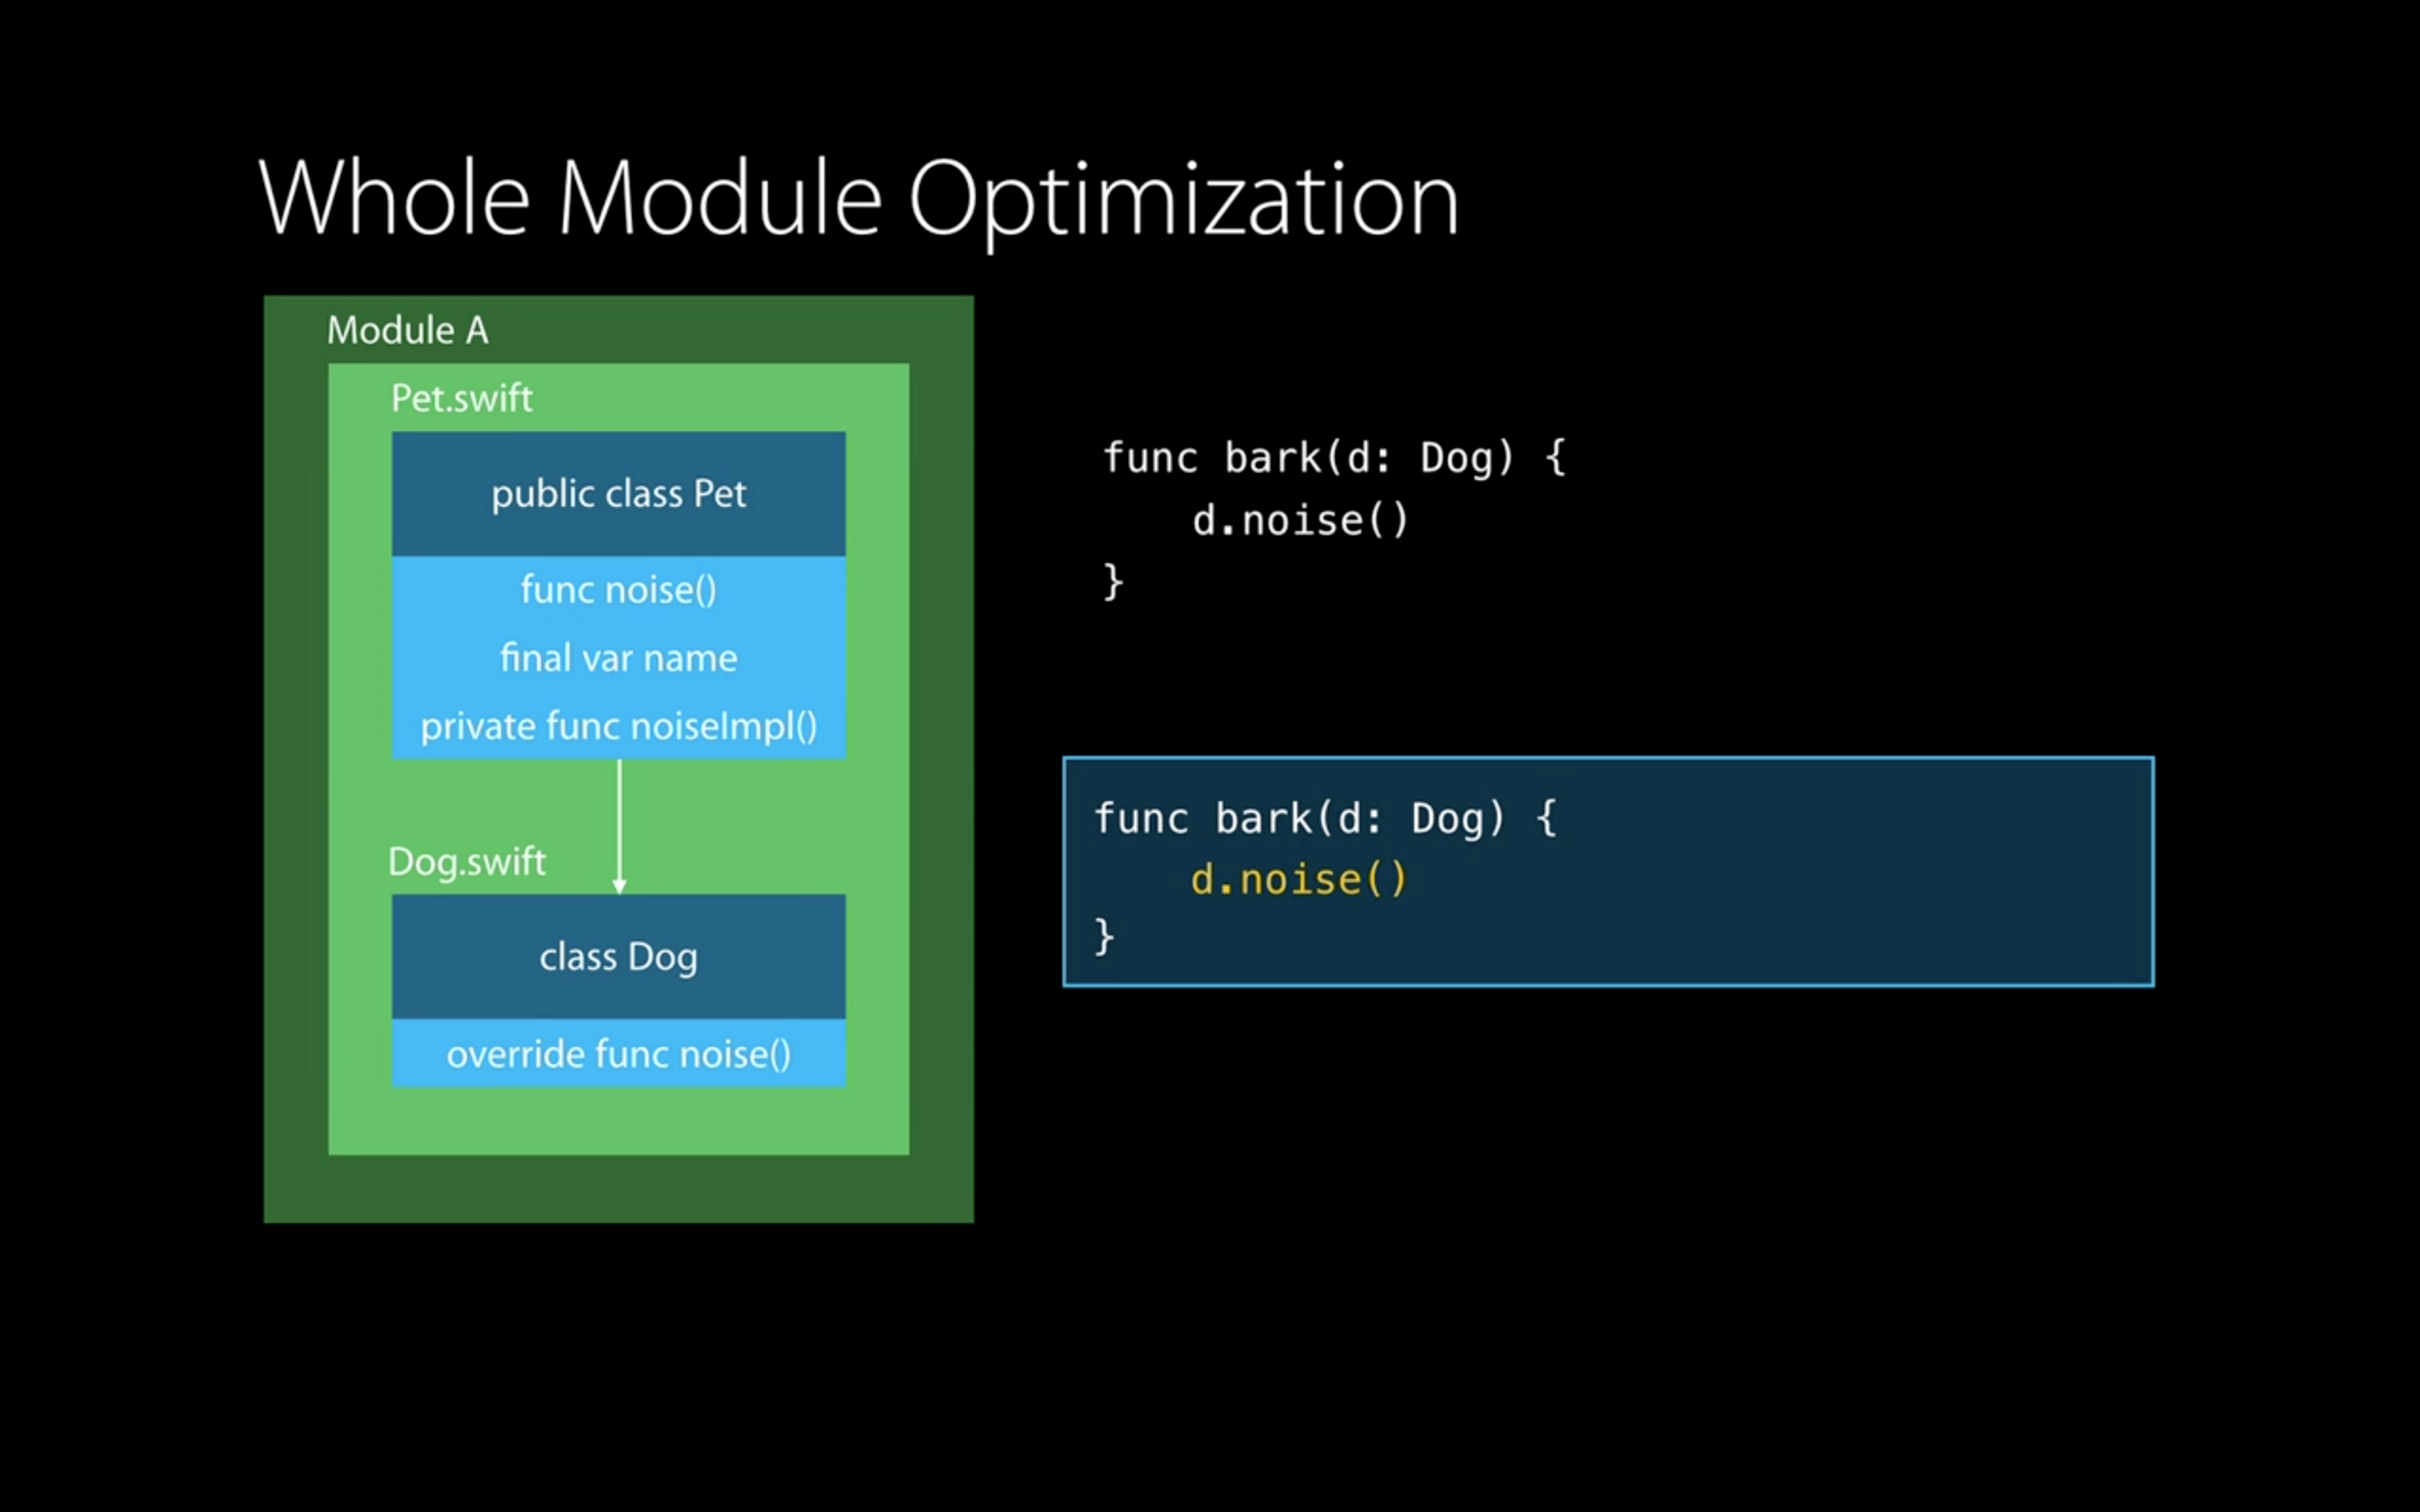 Whole Module Optimization
Module A
Pet.swift
public class Pet
func noise()
final var name
private func noiseImpl()
Dog.swift
class Dog
override func noise()
func bark(d: Dog) {
d.noise()
}
func bark(d: Dog) {
d.noise()
}